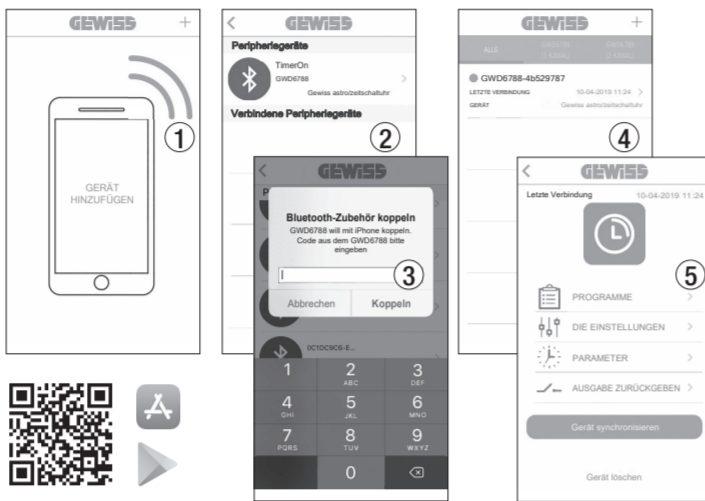 GEWISS +
GERÄT
HINZUFÜGEN
1
GEWISS
Peripheriegeräte
TimerOn
GWD6788
Gewiss astro/zeitschaltuhr
Verbindene Peripheriegeräte
2
GEWISS
Bluetooth-Zubehör koppeln
GWD6788 will mit iPhone koppeln.
Code aus dem GWD6788 bitte
eingeben
3
Abbrechen Koppeln
0C1DC9C6-E...
1 2 3
ABC DEF
4 5 6
GHI JKL MNO
7 8 9
PQRS TUV WXYZ
0
GEWISS +
ALLE GWD6788 GWD6783
GWD6788-4b529787
LETZTE VERBINDUNG 10-04-2019 11:24
GERÄT Gewiss astro/zeitschaltuhr
4
GEWISS
Letzte Verbindung 10-04-2019 11:24
5
PROGRAMME
DIE EINSTELLUNGEN
PARAMETER
AUSGABE ZURÜCKGEBEN
Gerät synchronisieren
Gerät löschen